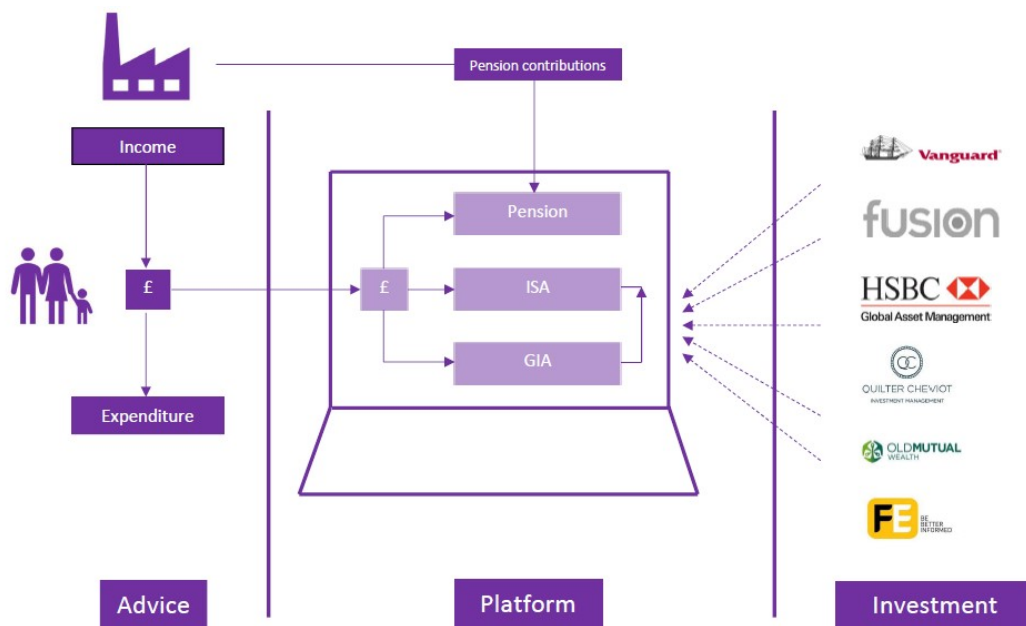 Pension contributions
Income
Vanguard®
Pension
fusion
£
£
ISA
HSBC
Global Asset Management
GIA
QC
QUILTER CHEVIOT
INVESTMENT MANAGEMENT
Expenditure
OLDMUTUAL
WEALTH
FE
BE
BETTER
INFORMED
Advice
Platform
Investment